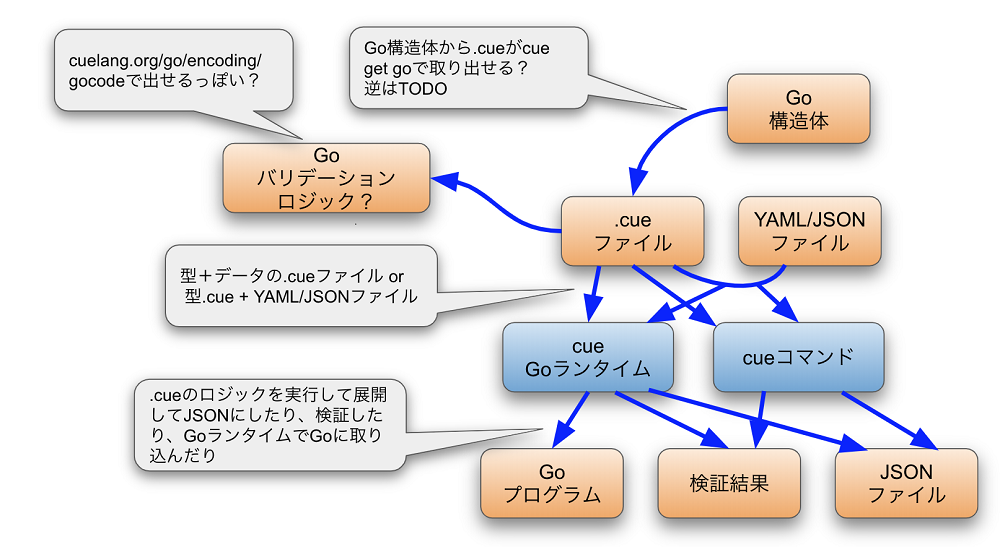 cuelang.org/go/encoding/
gocodeで出せるっぽい？
Go構造体から.cueがcue
get goで取り出せる？
逆はTODO
Go
構造体
Go
バリデーション
ロジック？
.cue
ファイル
YAML/JSON
ファイル
型＋データの.cueファイル or
型.cue + YAML/JSONファイル
cue
Goランタイム
cueコマンド
.cueのロジックを実行して展開
してJSONにしたり、検証した
り、GoランタイムでGoに取り
込んだり
Go
プログラム
検証結果
JSON
ファイル